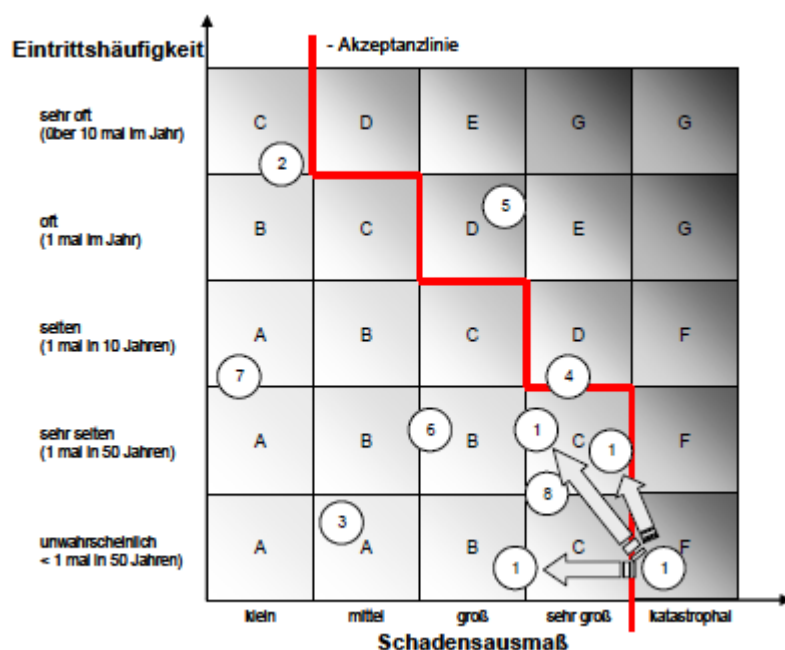 Eintrittshäufigkeit
- Akzeptanzlinie
sehr oft
(über 10 mal im Jahr)
C D E G G
2
oft
(1 mal im Jahr)
5
B C D E G
selten
(1 mal in 10 Jahren)
A B C D F
7 4
sehr selten
(1 mal in 50 Jahren)
6 1 1
A B B C F
8
3
unwahrscheinlich
< 1 mal in 50 Jahren)
A A B C F
1 1
klein mittel groß sehr groß katastrophal
Schadensausmaß